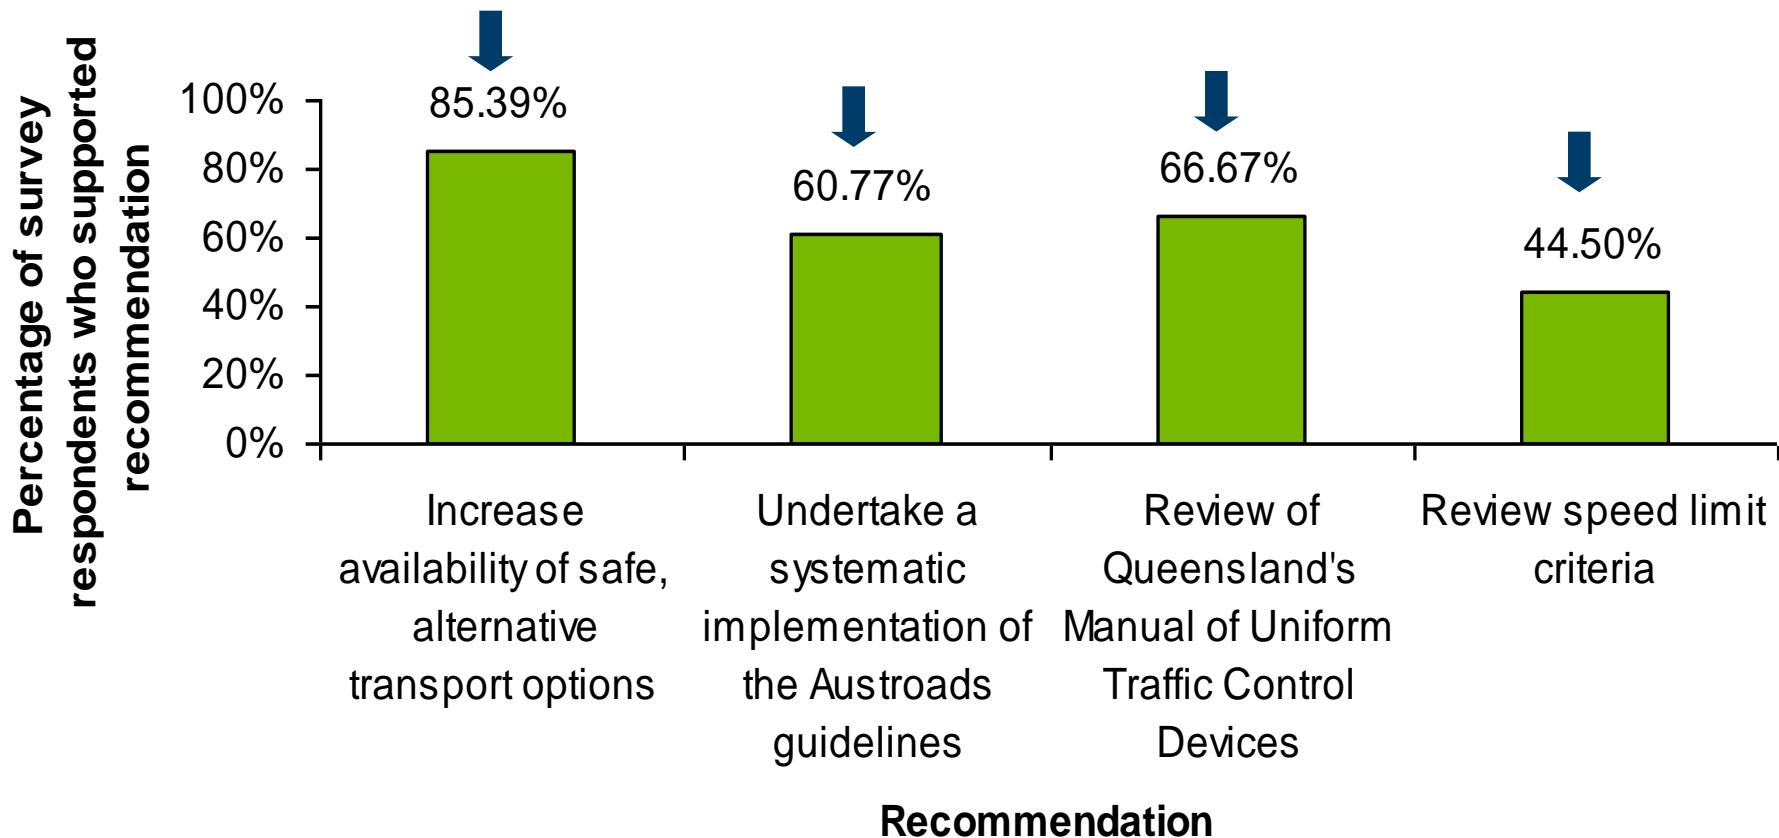 Percentage of survey
respondents who supported
recommendation
100%
80%
60%
40%
20%
0%
85.39%
60.77%
66.67%
44.50%
Increase
availability of safe,
alternative
transport options
Undertake a
systematic
implementation of
the Austroads
guidelines
Review of
Queensland's
Manual of Uniform
Traffic Control
Devices
Review speed limit
criteria
Recommendation